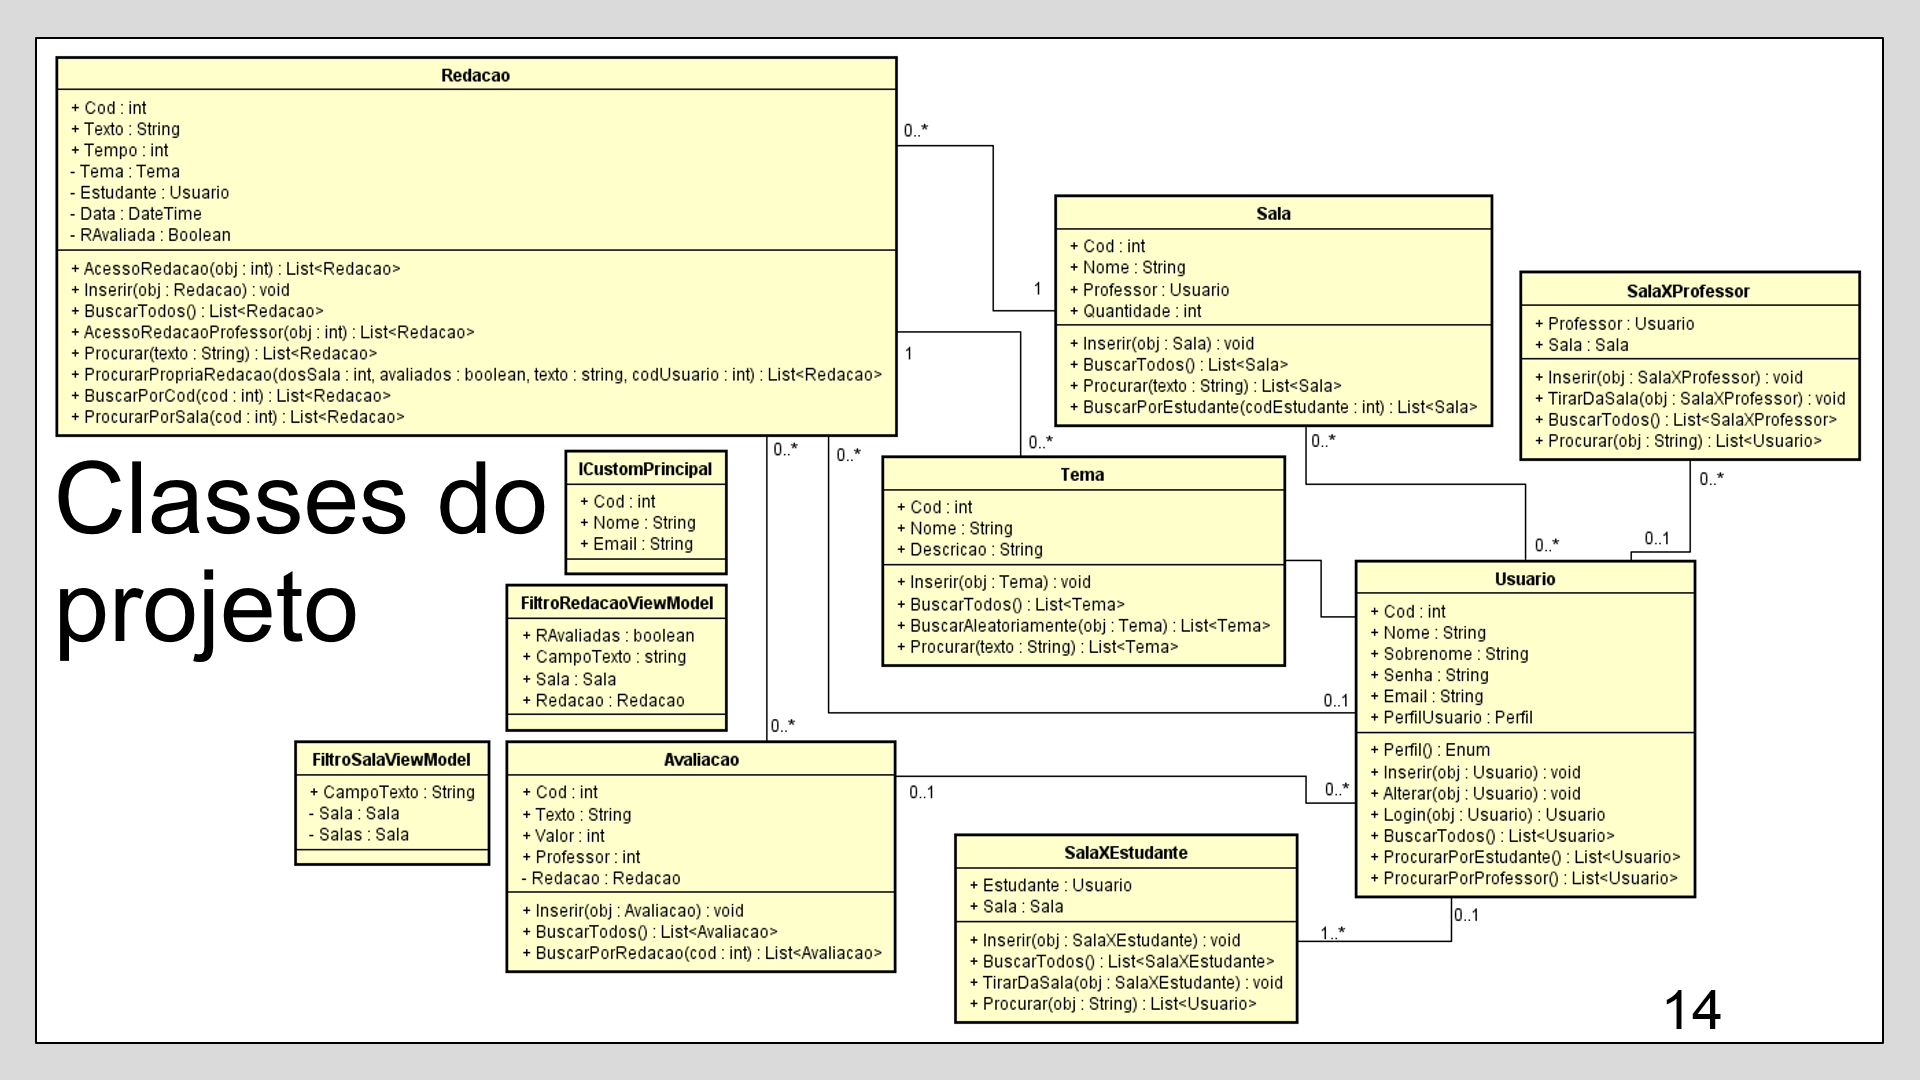 Redacao
+ Cod : int
+ Texto : String
+ Tempo : int
- Tema : Tema
- Estudante : Usuario
- Data : DateTime
- RAvaliada : Boolean
+ AcessoRedacao(obj : int) : List<Redacao>
+ Inserir(obj : Redacao) : void
+ BuscarTodos() : List<Redacao>
+ AcessoRedacaoProfessor(obj : int) : List<Redacao>
+ Procurar(texto : String) : List<Redacao>
+ ProcurarPropriaRedacao(dosSala : int, avaliados : boolean, texto : string, codUsuario : int) : List<Redacao>
+ BuscarPorCod(cod : int) : List<Redacao>
+ ProcurarPorSala(cod : int) : List<Redacao>
0..*
1
1
0..*
0..*
0..*
Sala
+ Cod : int
+ Nome : String
+ Professor : Usuario
+ Quantidade : int
+ Inserir(obj : Sala) : void
+ BuscarTodos() : List<Sala>
+ Procurar(texto : String) : List<Sala>
+ BuscarPorEstudante(codEstudante : int) : List<Sala>
0..*
0..*
SalaXProfessor
+ Professor : Usuario
+ Sala : Sala
+ Inserir(obj : SalaXProfessor) : void
+ TirarDaSala(obj : SalaXProfessor) : void
+ BuscarTodos() : List<SalaXProfessor>
+ Procurar(obj : String) : List<Usuario>
0..*
0..1
Classes do
projeto
ICustomPrincipal
+ Cod : int
+ Nome : String
+ Email : String
Tema
+ Cod : int
+ Nome : String
+ Descricao : String
+ Inserir(obj : Tema) : void
+ BuscarTodos() : List<Tema>
+ BuscarAleatoriamente(obj : Tema) : List<Tema>
+ Procurar(texto : String) : List<Tema>
FiltroRedacaoViewModel
+ RAvaliadas : boolean
+ CampoTexto : string
+ Sala : Sala
+ Redacao : Redacao
Usuario
+ Cod : int
+ Nome : String
+ Sobrenome : String
+ Senha : String
+ Email : String
+ PerfilUsuario : Perfil
+ Perfil() : Enum
+ Inserir(obj : Usuario) : void
+ Alterar(obj : Usuario) : void
+ Login(obj : Usuario) : Usuario
+ BuscarTodos() : List<Usuario>
+ ProcurarPorEstudante() : List<Usuario>
+ ProcurarPorProfessor() : List<Usuario>
0..1
0..*
FiltroSalaViewModel
+ CampoTexto : String
- Sala : Sala
- Salas : Sala
Avaliacao
+ Cod : int
+ Texto : String
+ Valor : int
+ Professor : int
- Redacao : Redacao
+ Inserir(obj : Avaliacao) : void
+ BuscarTodos() : List<Avaliacao>
+ BuscarPorRedacao(cod : int) : List<Avaliacao>
0..1
0..*
SalaXEstudante
+ Estudante : Usuario
+ Sala : Sala
+ Inserir(obj : SalaXEstudante) : void
+ BuscarTodos() : List<SalaXEstudante>
+ TirarDaSala(obj : SalaXEstudante) : void
+ Procurar(obj : String) : List<Usuario>
0..1
1..*
14